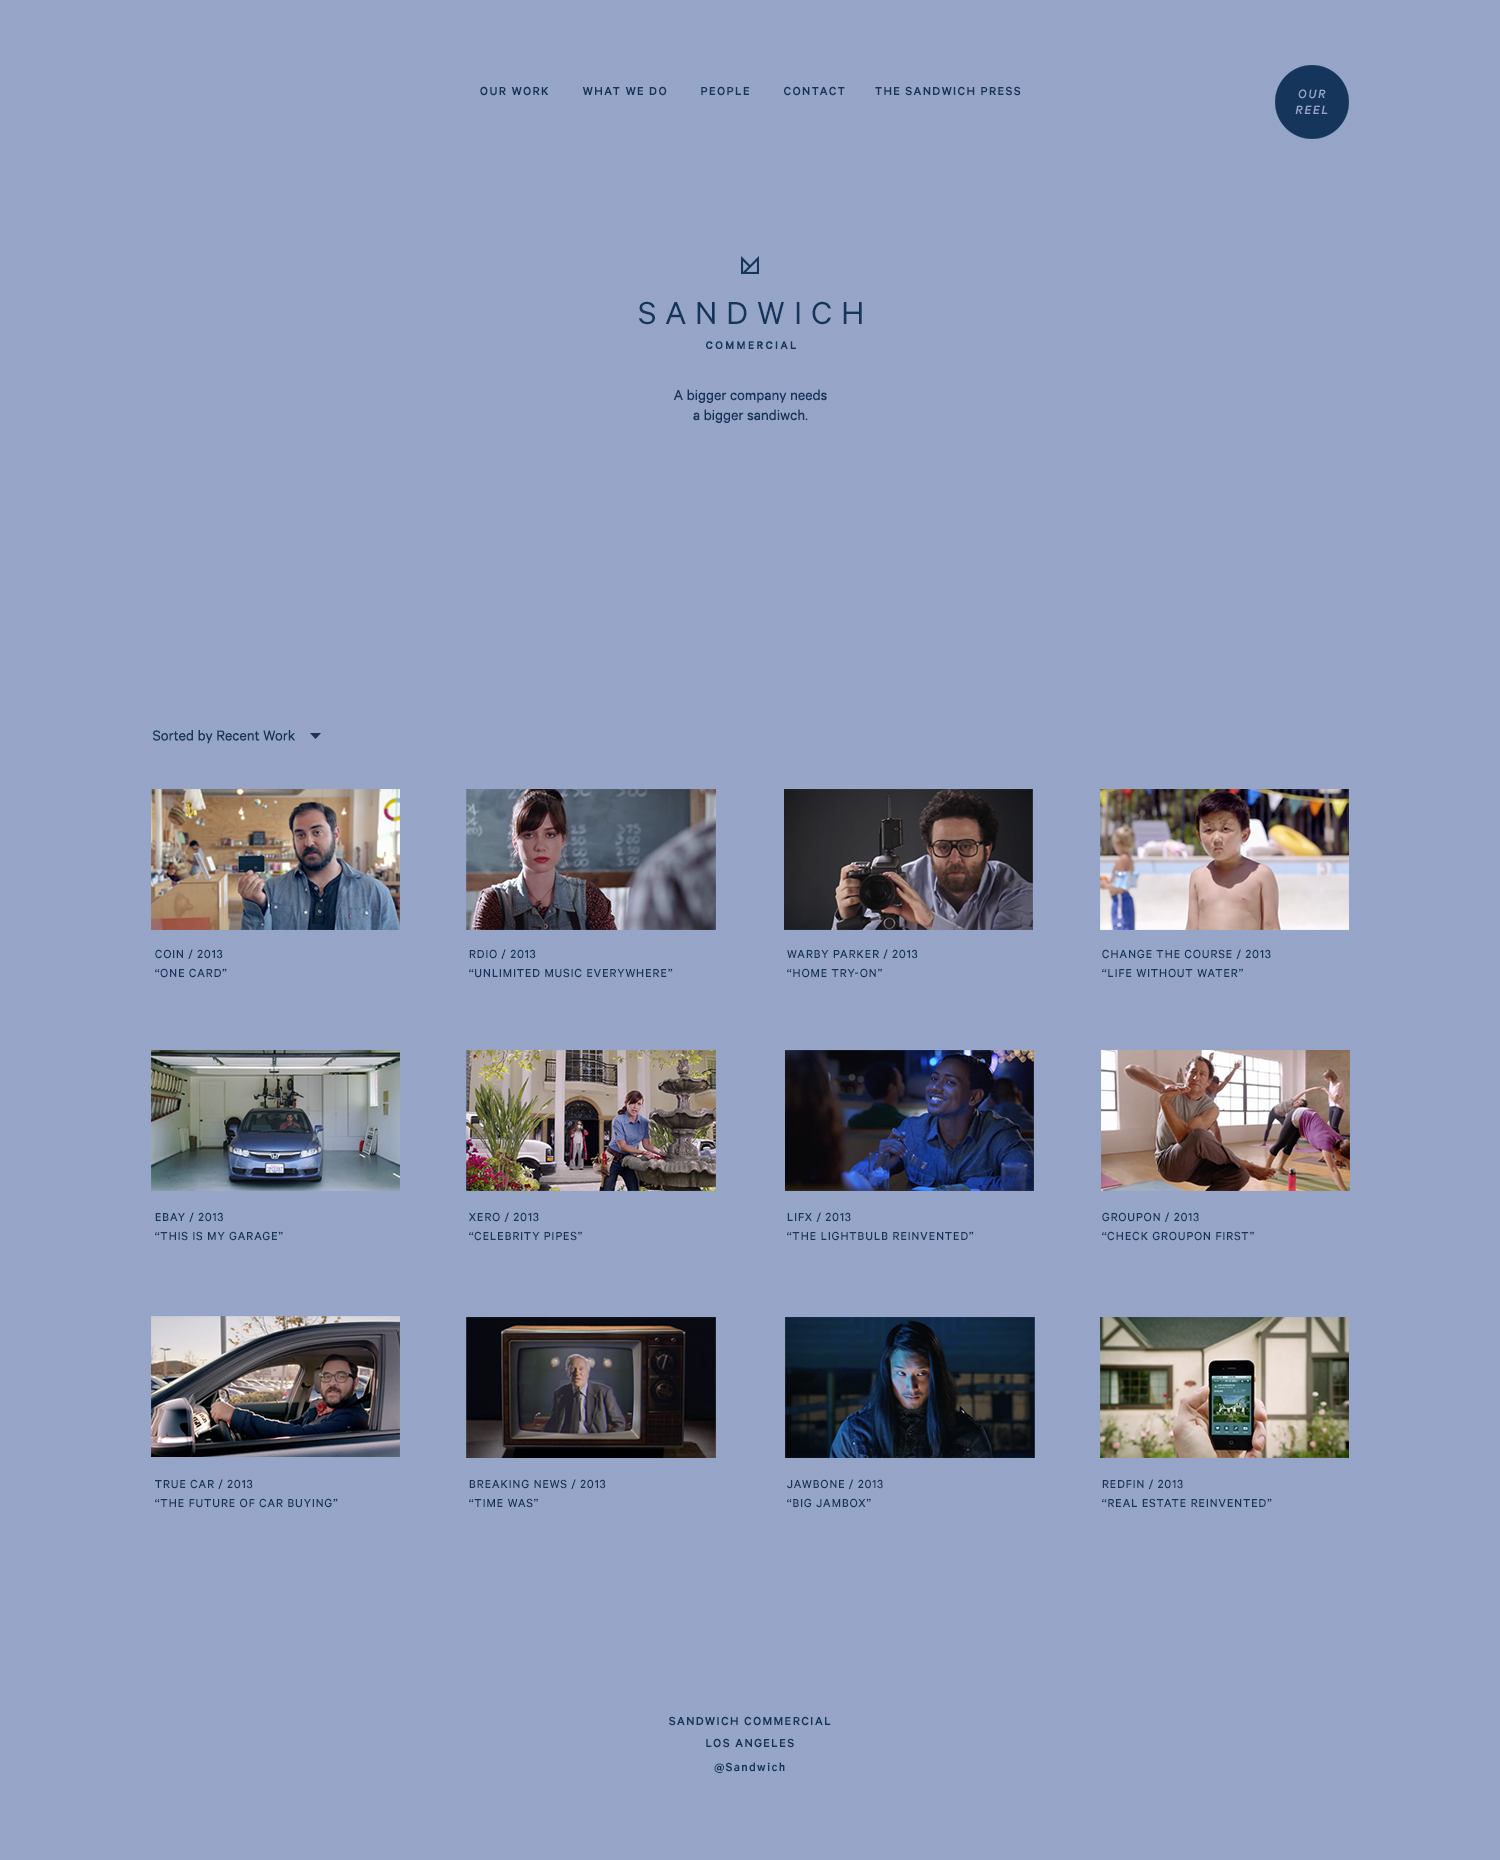 OUR WORK
WHAT WE DO
PEOPLE
CONTACT
THE SANDWICH PRESS
OUR
REEL
SANDWICH
COMMERCIAL
A bigger company needs
a bigger sandiwch.
Sorted by Recent Work
COIN / 2013
“ONE CARD”
RDIO / 2013
“UNLIMITED MUSIC EVERYWHERE”
WARBY PARKER / 2013
“HOME TRY-ON”
CHANGE THE COURSE / 2013
“LIFE WITHOUT WATER”
EBAY / 2013
“THIS IS MY GARAGE”
XERO / 2013
“CELEBRITY PIPES”
LIFX / 2013
“THE LIGHTBULB REINVENTED”
GROUPON / 2013
“CHECK GROUPON FIRST”
TRUE CAR / 2013
“THE FUTURE OF CAR BUYING”
BREAKING NEWS / 2013
“TIME WAS”
JAWBONE / 2013
“BIG JAMBOX”
REDFIN / 2013
“REAL ESTATE REINVENTED”
SANDWICH COMMERCIAL
LOS ANGELES
@Sandwich